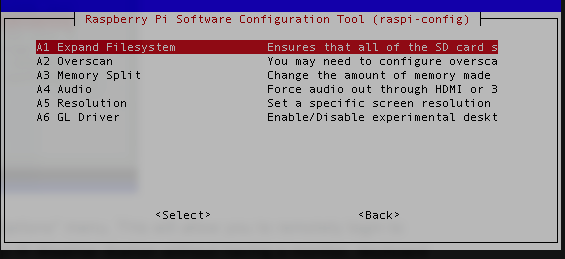 Raspberry Pi Software Configuration Tool (raspi-config)
A1 Expand Filesystem Ensures that all of the SD card s
A2 Overscan You may need to configure oversca
A3 Memory Split Change the amount of memory made
A4 Audio Force audio out through HDMI or 3
A5 Resolution Set a specific screen resolution
A6 GL Driver Enable/Disable experimental deskt
<Select> <Back>